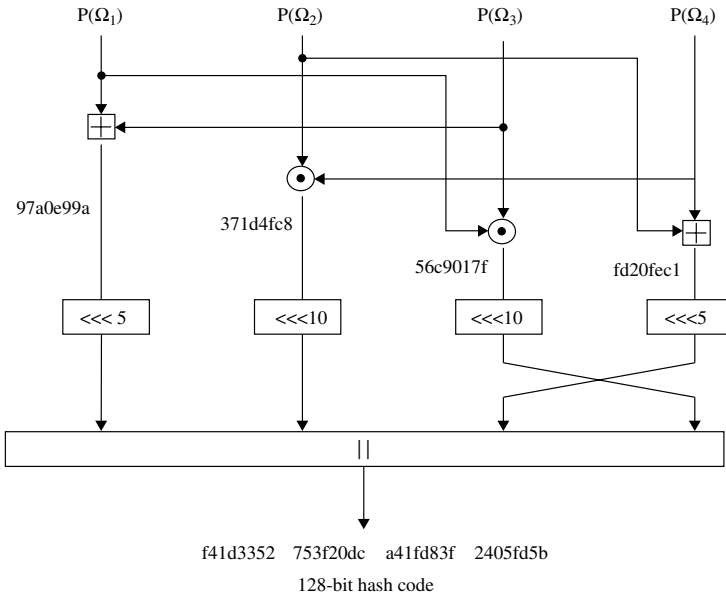 P(Ω₁) P(Ω₂) P(Ω₃) P(Ω₄)
97a0e99a
371d4fc8
56c9017f
fd20fec1
<<< 5 <<<10 <<<10 <<<5
||
f41d3352 753f20dc a41fd83f 2405fd5b
128-bit hash code